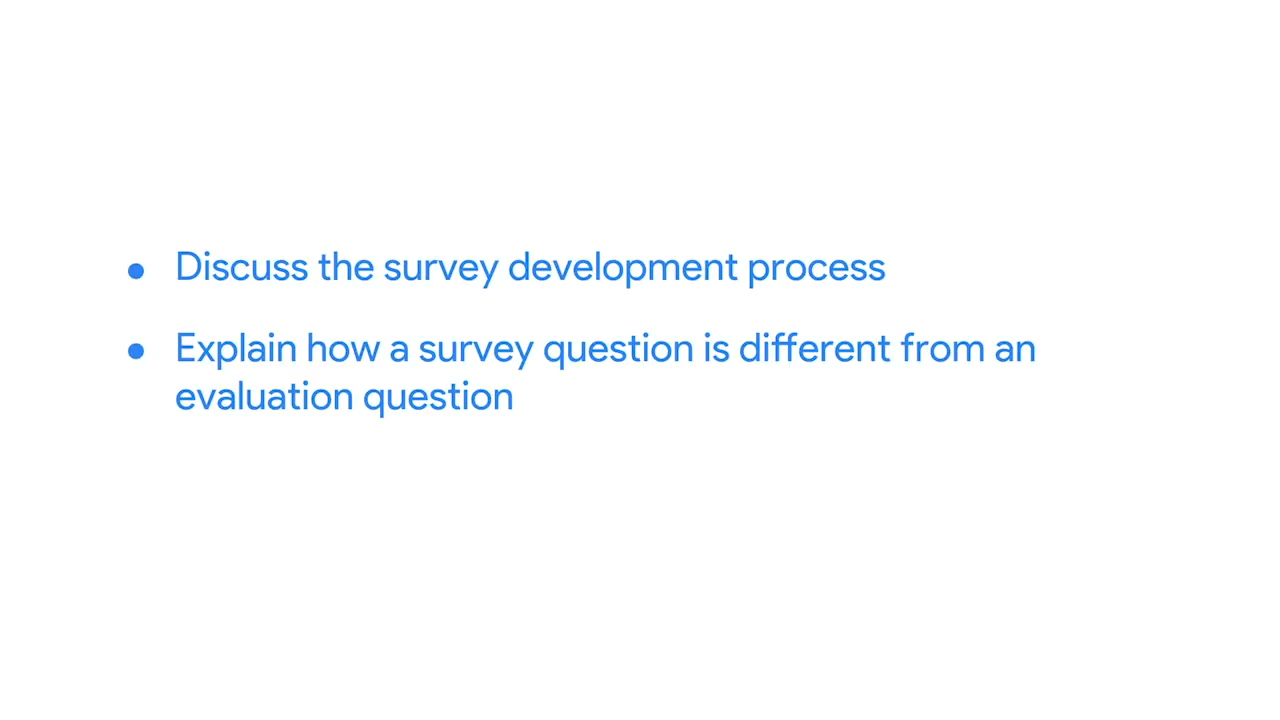 ● Discuss the survey development process
● Explain how a survey question is different from an
evaluation question